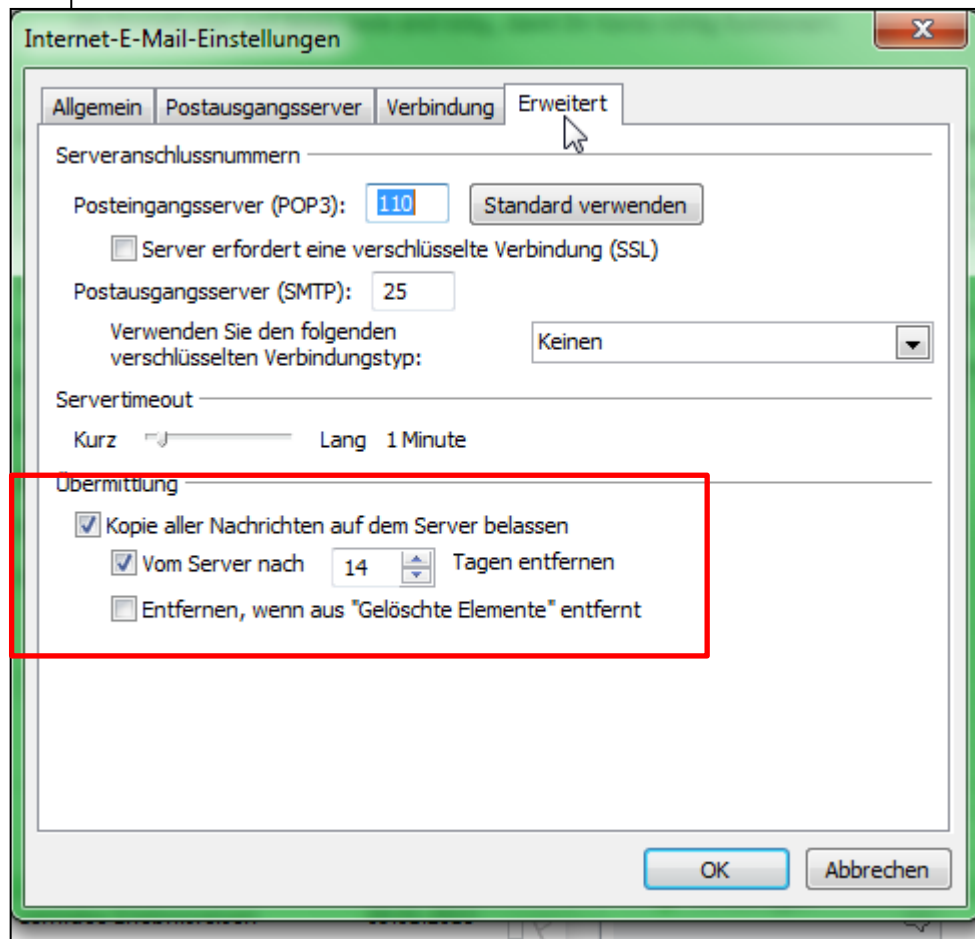 Internet-E-Mail-Einstellungen
Allgemein Postausgangsserver Verbindung Erweitert
Serveranschlussnummern
Posteingangsserver (POP3): 110 Standard verwenden
Server erfordert eine verschlüsselte Verbindung (SSL)
Postausgangsserver (SMTP): 25
Verwenden Sie den folgenden
verschlüsselten Verbindungstyp: Keinen
Servertimeout
Kurz Lang 1 Minute
Übermittlung
Kopie aller Nachrichten auf dem Server belassen
Vom Server nach 14 Tagen entfernen
Entfernen, wenn aus "Gelöschte Elemente" entfernt
OK Abbrechen